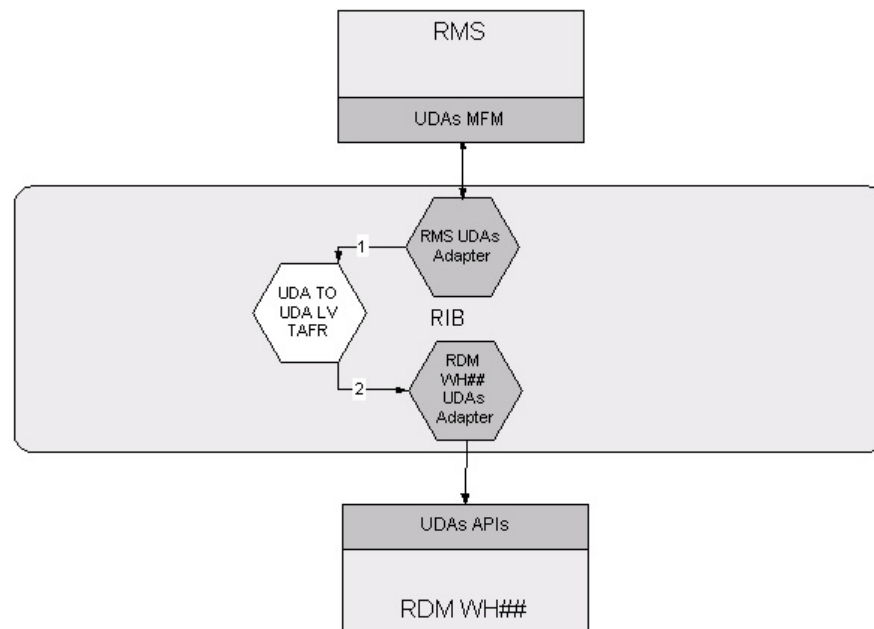 RMS
UDAs MFM
RMS UDAs
Adapter
1
UDA TO
UDA LV
TAFR
RIB
RDM
WH##
UDAs
Adapter
2
UDAs APIs
RDM WH##